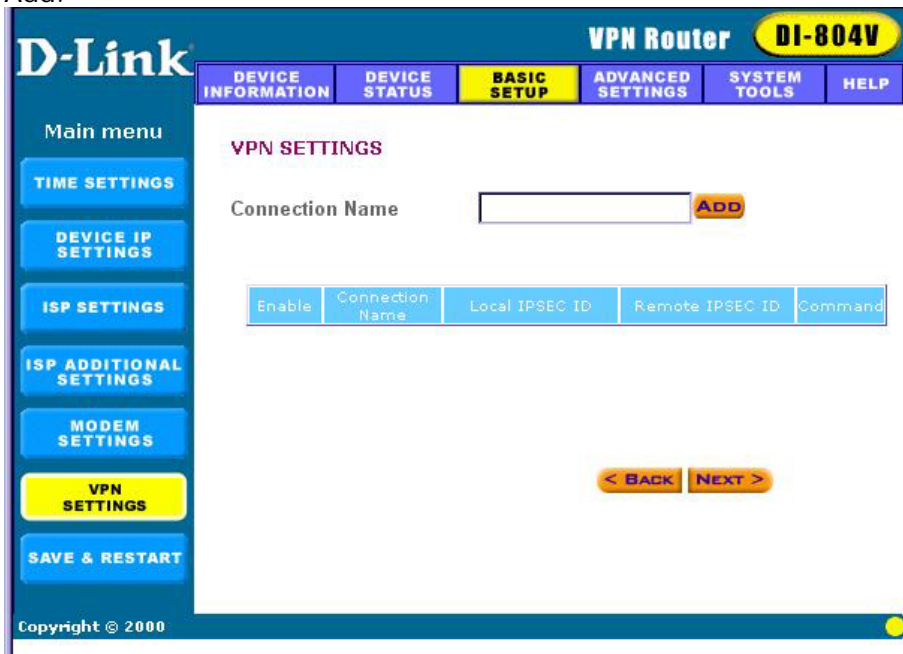 D-Link
VPN Router DI-804V
DEVICE INFORMATION
DEVICE STATUS
BASIC SETUP
ADVANCED SETTINGS
SYSTEM TOOLS
HELP
Main menu
TIME SETTINGS
DEVICE IP SETTINGS
ISP SETTINGS
ISP ADDITIONAL SETTINGS
MODEM SETTINGS
VPN SETTINGS
SAVE & RESTART
VPN SETTINGS
Connection Name ADD
Enable Connection Name Local IPSEC ID Remote IPSEC ID Command
< BACK NEXT >
Copyright © 2000